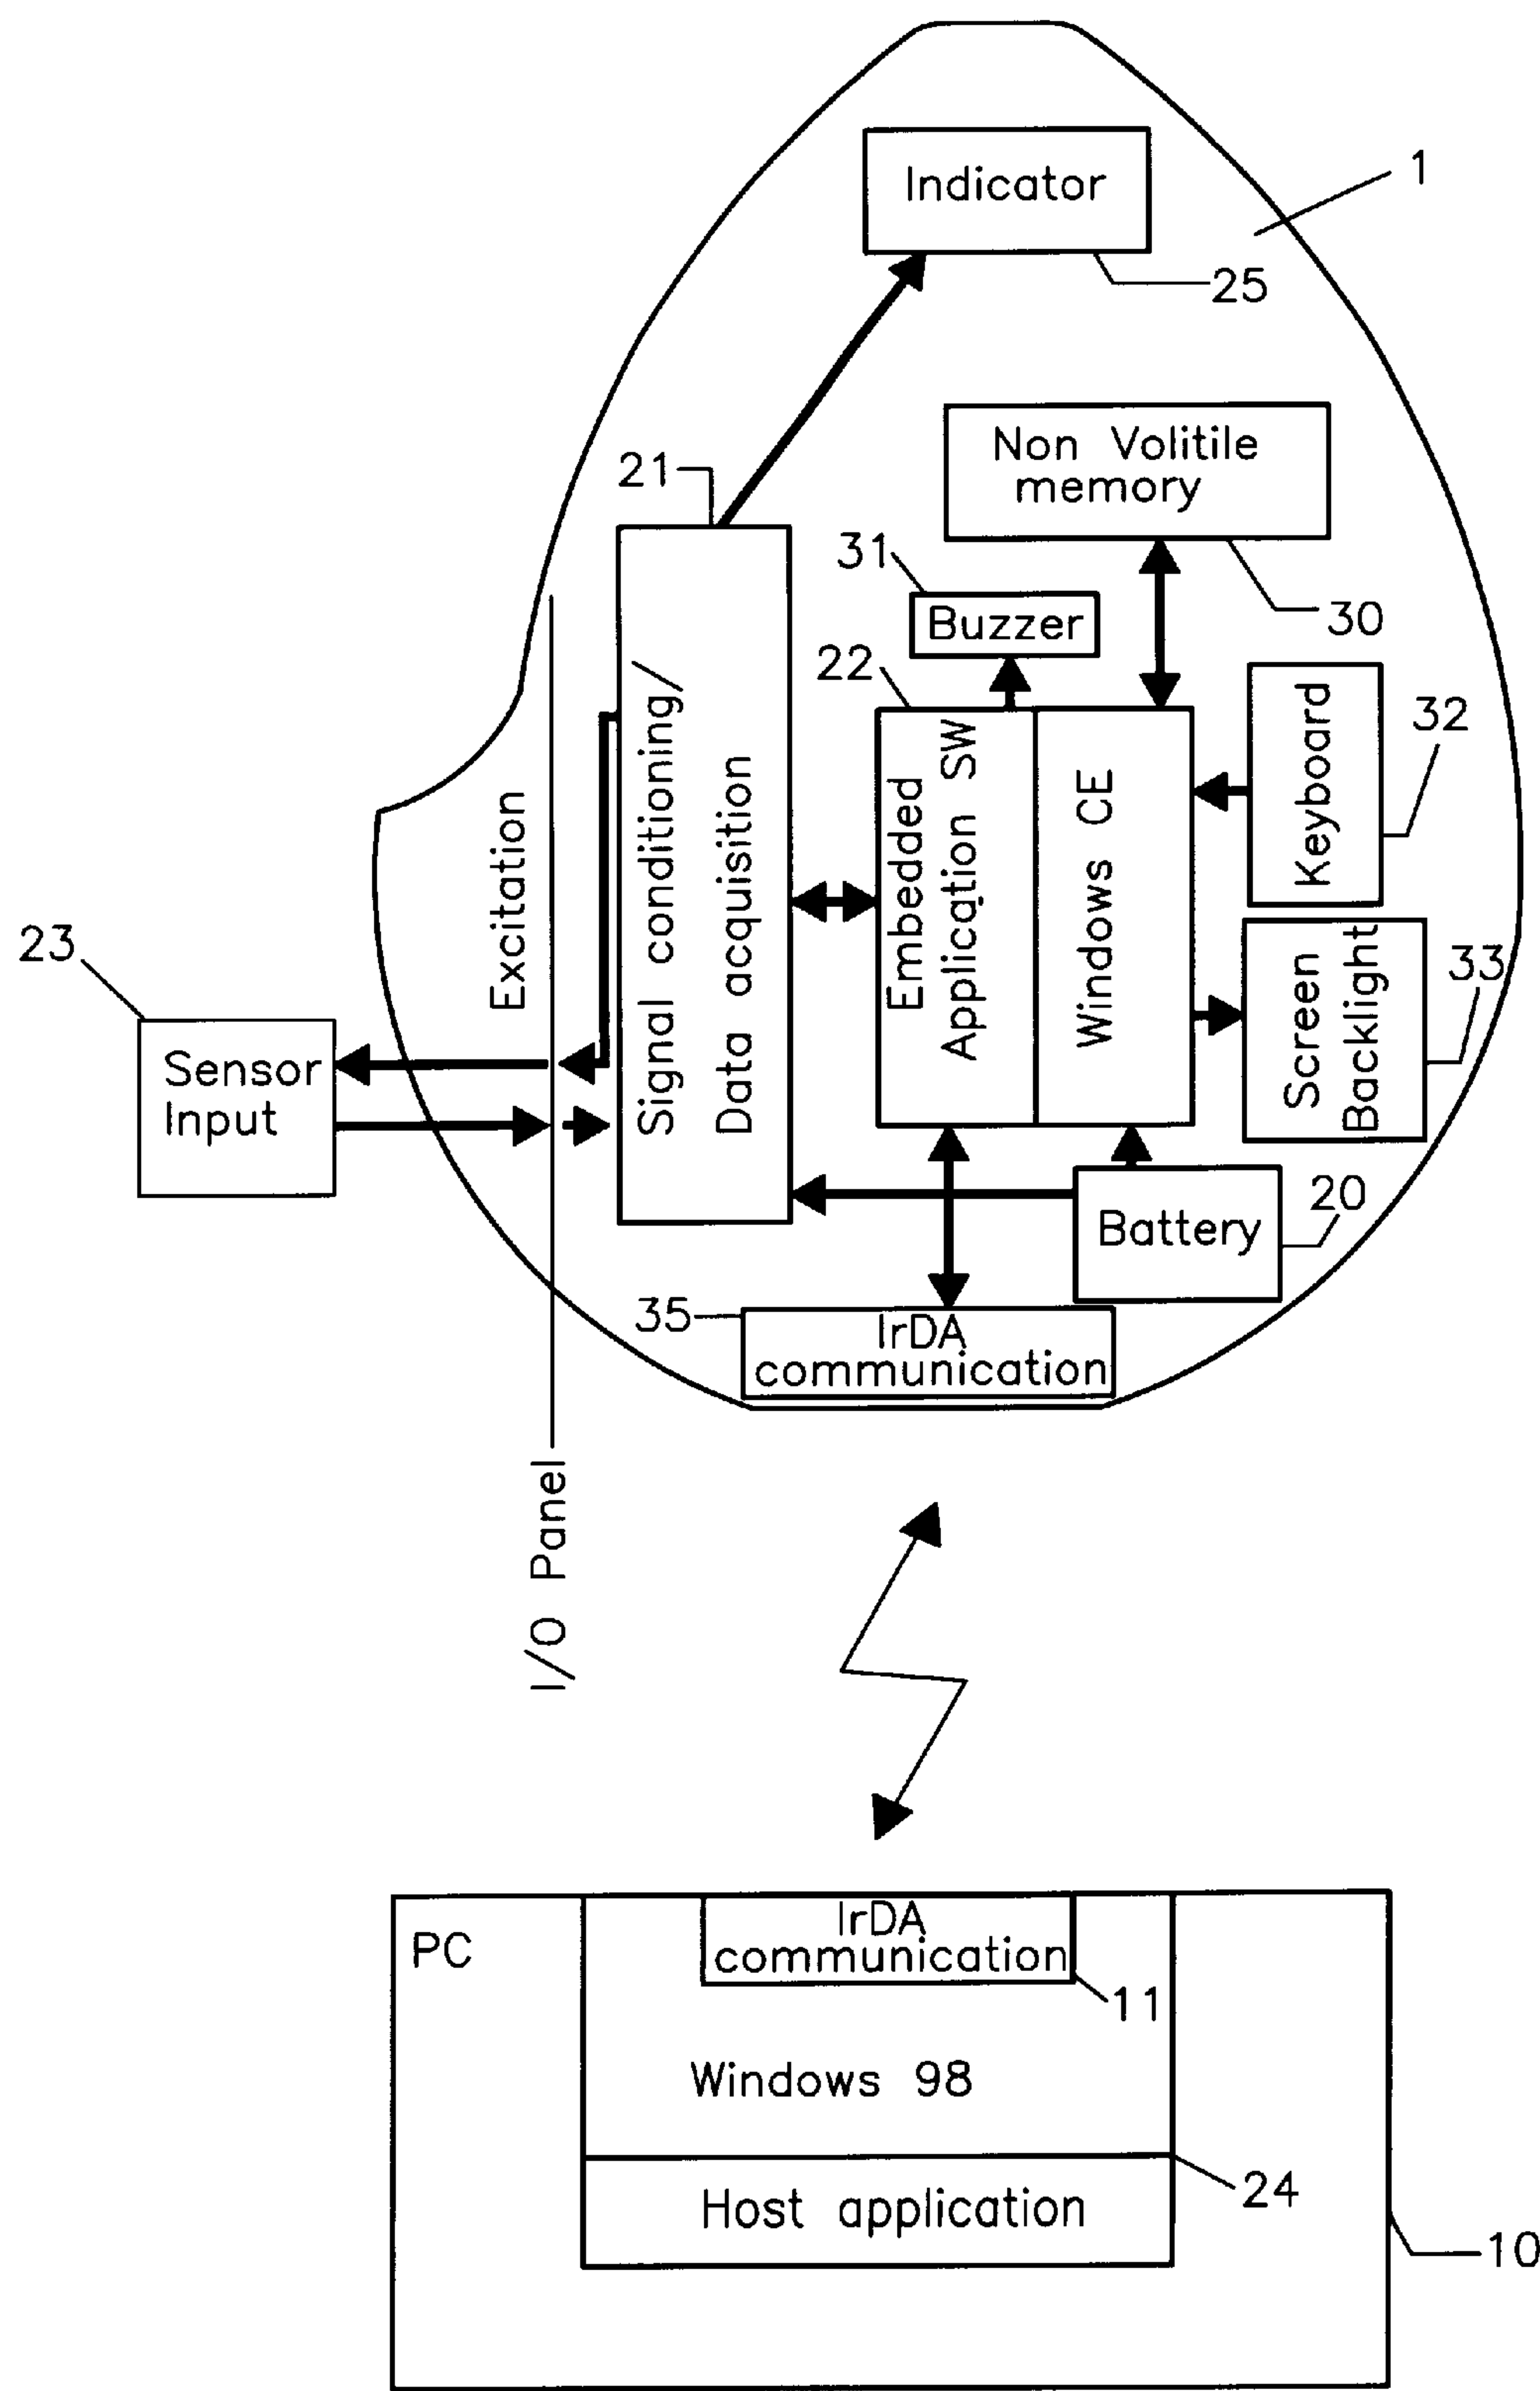 Indicator
1
25
Non Volitile
memory
21
31
Buzzer
30
22
Keyboard
32
Signal conditioning/
Data acquisition
Embedded
Application SW
Windows CE
Excitation
23
Screen
Backlight
33
Sensor
Input
Battery
20
35
IrDA
communication
I/O Panel
PC
IrDA
communication
11
Windows 98
24
Host application
10